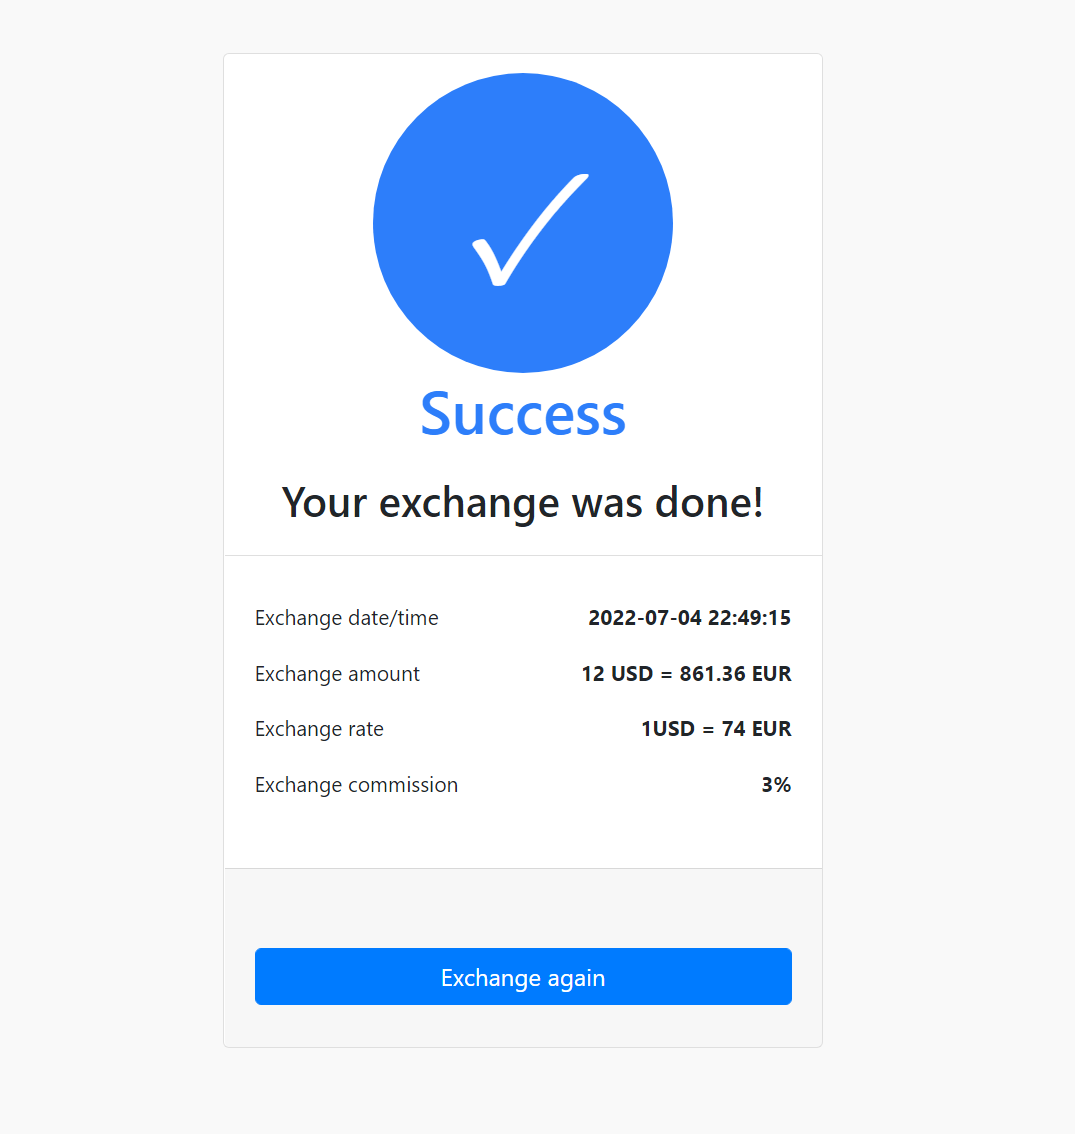 Success
Your exchange was done!
Exchange date/time 2022-07-04 22:49:15
Exchange amount 12 USD = 861.36 EUR
Exchange rate 1USD = 74 EUR
Exchange commission 3%
Exchange again